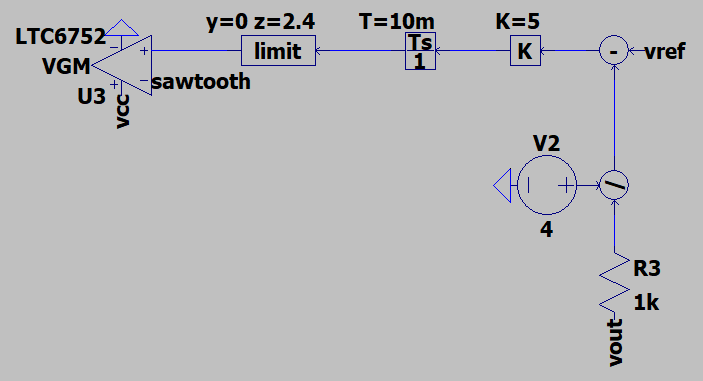 LTC6752
y=0 z=2.4
T=10m
K=5
VGM
limit
Ts
1
K
-
vref
U3
sawtooth
vcc
V2
/
4
R3
1k
vout